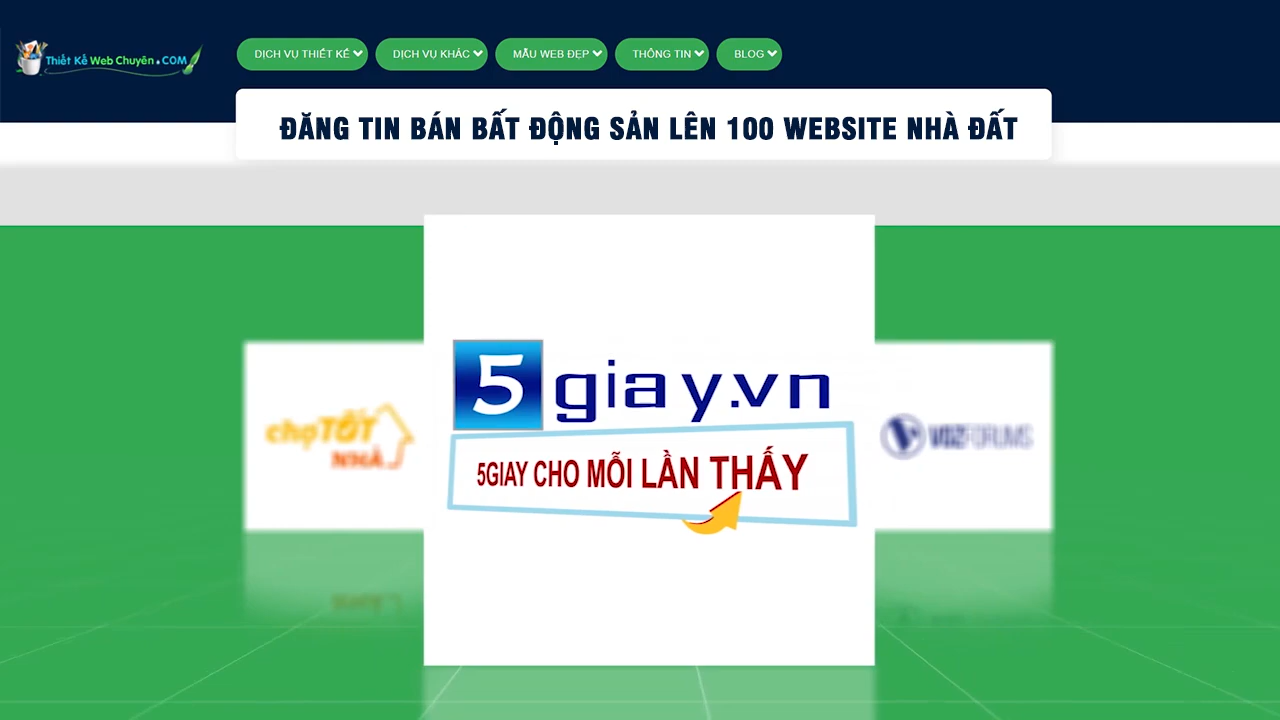 Thiết Kế Web Chuyên.COM
DỊCH VỤ THIẾT KẾ
DỊCH VỤ KHÁC
MẪU WEB ĐẸP
THÔNG TIN
BLOG
ĐĂNG TIN BÁN BẤT ĐỘNG SẢN LÊN 100 WEBSITE NHÀ ĐẤT
5giay.vn
5GIAY CHO MỖI LẦN THẤY
chợTỐT
NHÀ
VOZFORUMS